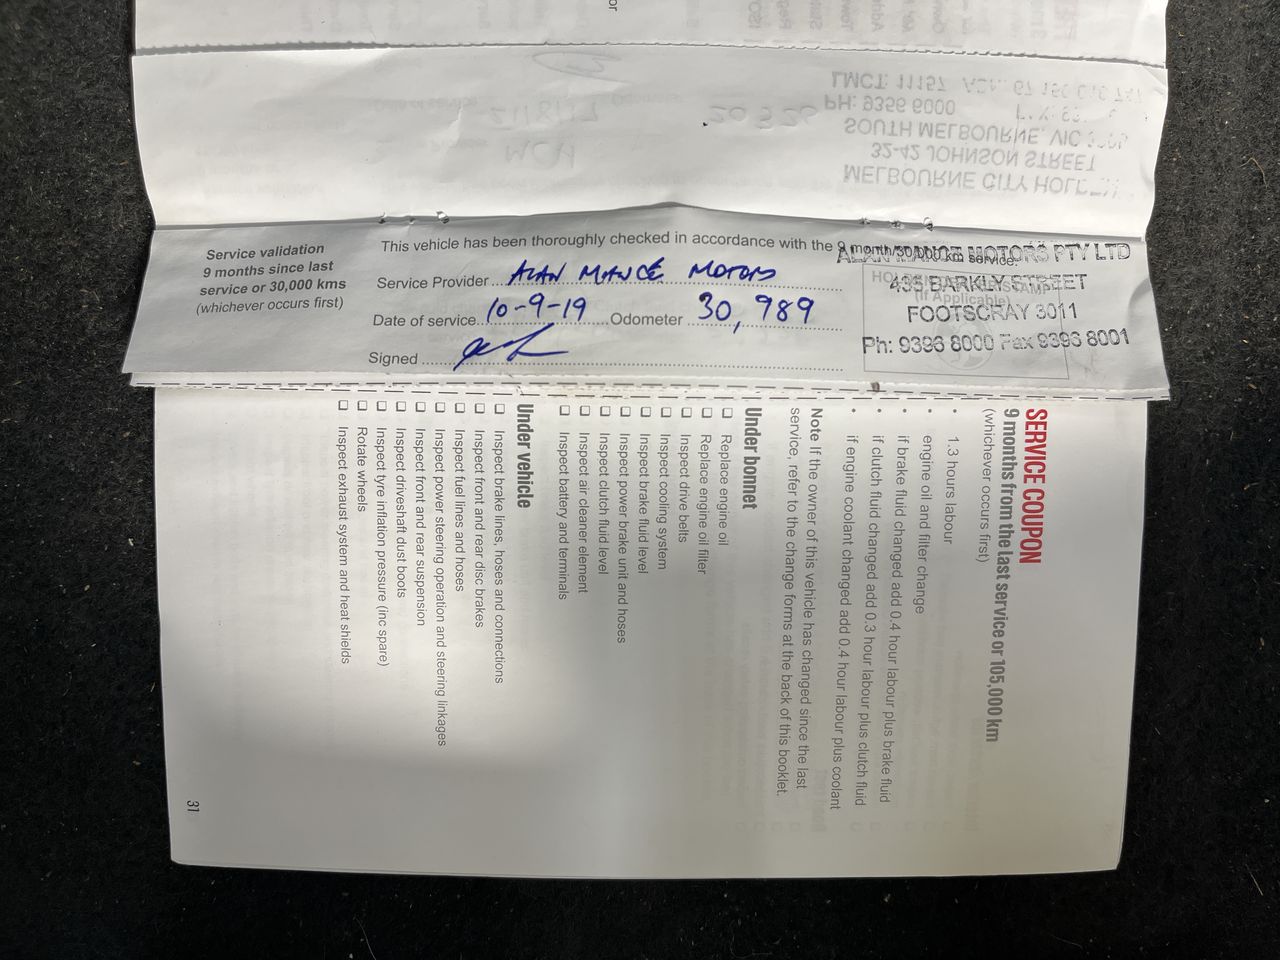 Service validation
9 months since last
service or 30,000 kms
(whichever occurs first)
This vehicle has been thoroughly checked in accordance with the 9 month/30,000 km service.
Service Provider ALAN MANCE MOTORS
Date of service 10-9-19 Odometer 30,989
Signed
ALAN MANCE MOTORS PTY LTD
435 BARKLY STREET
FOOTSCRAY 3011
Ph: 9396 8000 Fax 9396 8001
(If Applicable)
MELBOURNE CITY
32-42 JOHNSON STREET
SOUTH MELBOURNE, VIC
PH: 9396 6000
LMCT: 11157
or
SERVICE COUPON
9 months from the last service or 105,000 km
(whichever occurs first)
• 1.3 hours labour
• engine oil and filter change
• if brake fluid changed add 0.4 hour labour plus brake fluid
• if clutch fluid changed add 0.3 hour labour plus clutch fluid
• if engine coolant changed add 0.4 hour labour plus coolant
Note If the owner of this vehicle has changed since the last
service, refer to the change forms at the back of this booklet.
Under bonnet
❑ Replace engine oil
❑ Replace engine oil filter
❑ Inspect drive belts
❑ Inspect cooling system
❑ Inspect brake fluid level
❑ Inspect power brake unit and hoses
❑ Inspect clutch fluid level
❑ Inspect air cleaner element
❑ Inspect battery and terminals
Under vehicle
❑ Inspect brake lines, hoses and connections
❑ Inspect front and rear disc brakes
❑ Inspect fuel lines and hoses
❑ Inspect power steering operation and steering linkages
❑ Inspect front and rear suspension
❑ Inspect driveshaft dust boots
❑ Inspect tyre inflation pressure (inc spare)
❑ Rotate wheels
❑ Inspect exhaust system and heat shields
31